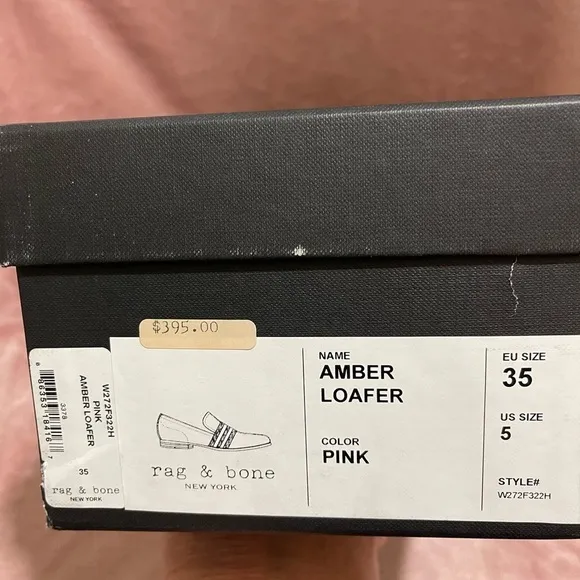 $395.00
W272F322H
PINK
AMBER LOAFER
3378
35
rag & bone
NEW YORK
rag & bone
NEW YORK
NAME
AMBER
LOAFER
COLOR
PINK
EU SIZE
35
US SIZE
5
STYLE#
W272F322H